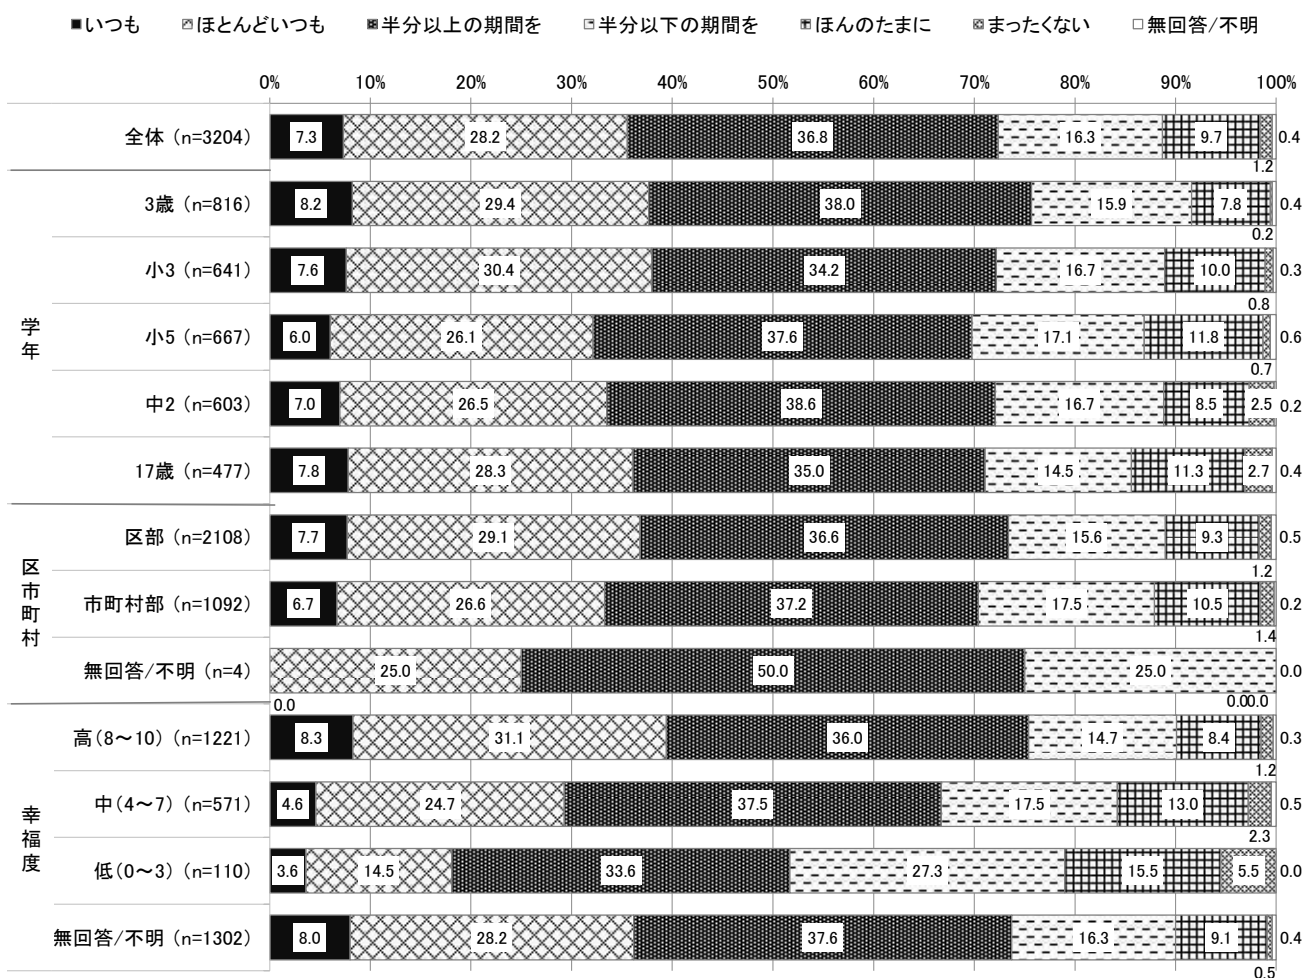 ■いつも ほとんどいつも 半分以上の期間を 半分以下の期間を ほんのたまに まったくない □無回答/不明
0% 10% 20% 30% 40% 50% 60% 70% 80% 90% 100%
全体 (n=3204) 7.3 28.2 36.8 16.3 9.7 0.4
1.2
学年
3歳 (n=816) 8.2 29.4 38.0 15.9 7.8 0.4
0.2
小3 (n=641) 7.6 30.4 34.2 16.7 10.0 0.3
0.8
小5 (n=667) 6.0 26.1 37.6 17.1 11.8 0.6
0.7
中2 (n=603) 7.0 26.5 38.6 16.7 8.5 2.5 0.2
17歳 (n=477) 7.8 28.3 35.0 14.5 11.3 2.7 0.4
区市町村
区部 (n=2108) 7.7 29.1 36.6 15.6 9.3 0.5
1.2
市町村部 (n=1092) 6.7 26.6 37.2 17.5 10.5 0.2
1.4
無回答/不明 (n=4) 25.0 50.0 25.0 0.0
0.0 0.0 0.0
幸福度
高(8～10) (n=1221) 8.3 31.1 36.0 14.7 8.4 0.3
1.2
中(4～7) (n=571) 4.6 24.7 37.5 17.5 13.0 0.5
2.3
低(0～3) (n=110) 3.6 14.5 33.6 27.3 15.5 5.5 0.0
無回答/不明 (n=1302) 8.0 28.2 37.6 16.3 9.1 0.4
0.5